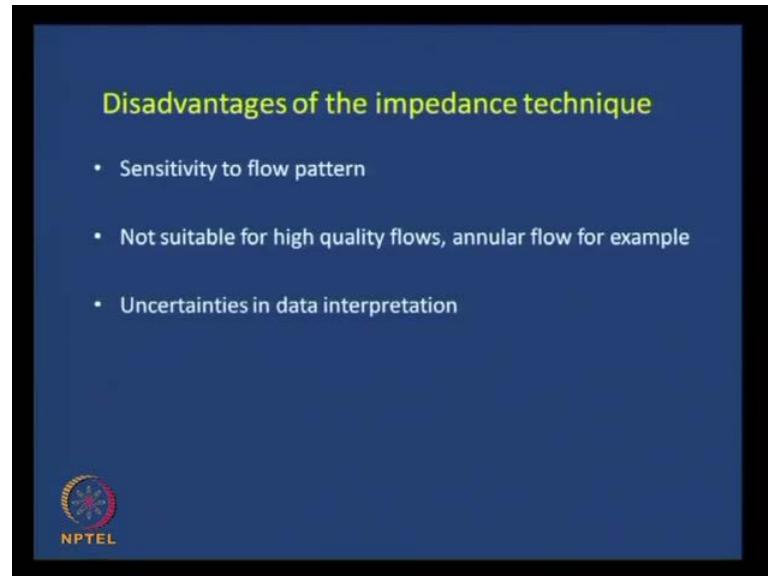 Disadvantages of the impedance technique
• Sensitivity to flow pattern
• Not suitable for high quality flows, annular flow for example
• Uncertainties in data interpretation
NPTEL